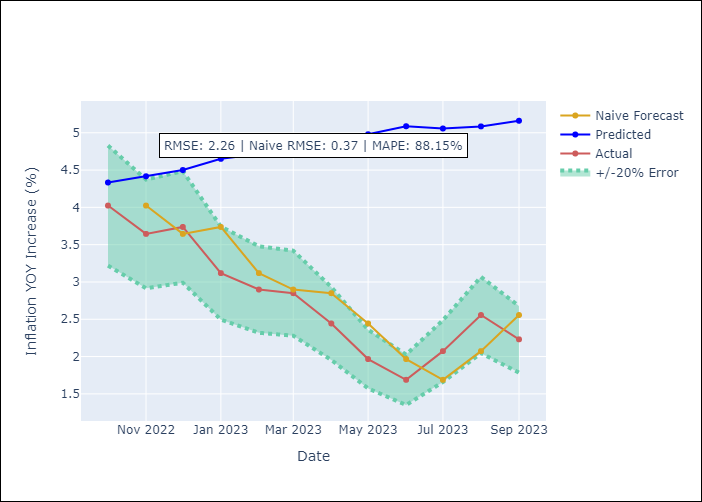 Naive Forecast
Predicted
Actual
+/-20% Error
RMSE: 2.26 | Naive RMSE: 0.37 | MAPE: 88.15%
Inflation YOY Increase (%)
5
4.5
4
3.5
3
2.5
2
1.5
Nov 2022 Jan 2023 Mar 2023 May 2023 Jul 2023 Sep 2023
Date